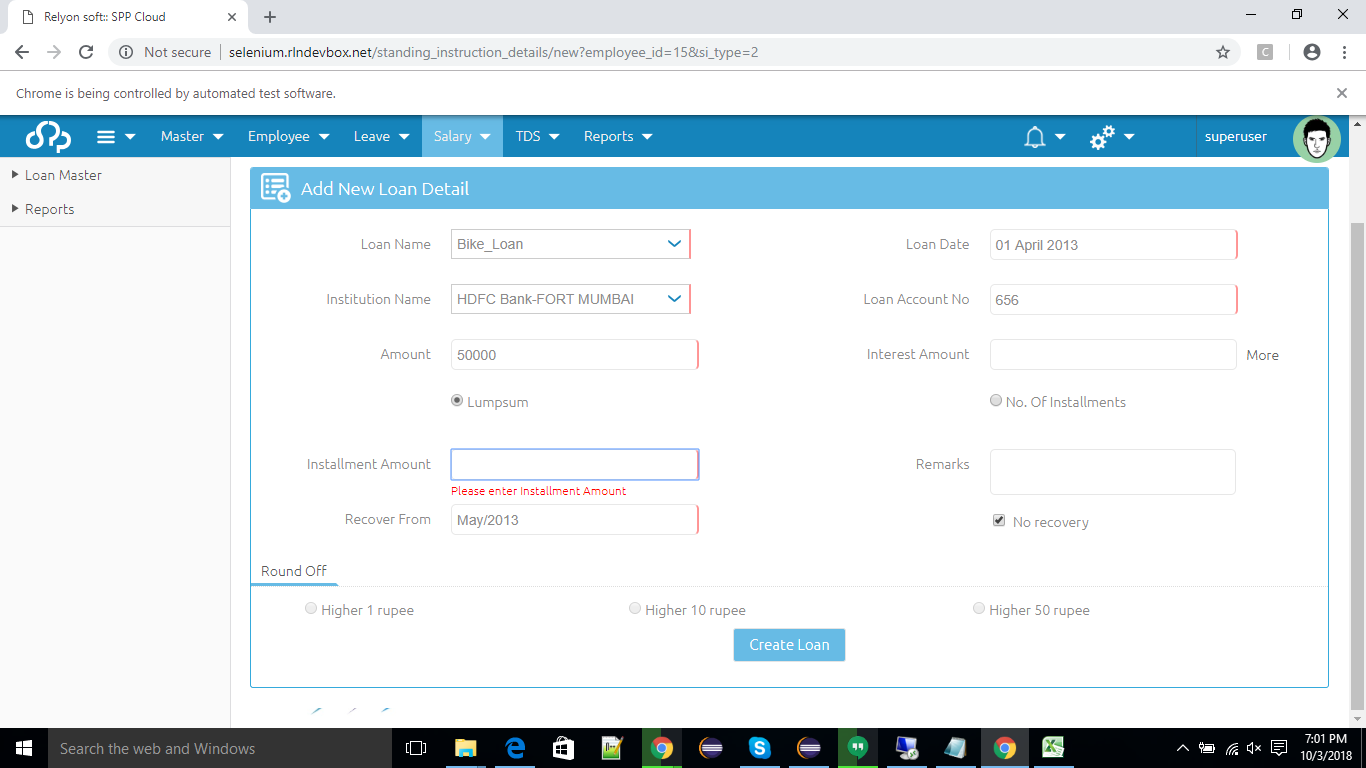 Relyon soft:: SPP Cloud
Not secure selenium.rlndevbox.net/standing_instruction_details/new?employee_id=15&si_type=2
C
Chrome is being controlled by automated test software.
SPP Master Employee Leave Salary TDS Reports superuser
Loan Master
Reports
Add New Loan Detail
Loan Name Bike_Loan Loan Date 01 April 2013
Institution Name HDFC Bank-FORT MUMBAI Loan Account No 656
Amount 50000 Interest Amount More
Lumpsum No. Of Installments
Installment Amount Remarks
Please enter Installment Amount
Recover From May/2013 No recovery
Round Off
Higher 1 rupee Higher 10 rupee Higher 50 rupee
Create Loan
Search the web and Windows
7:01 PM
10/3/2018